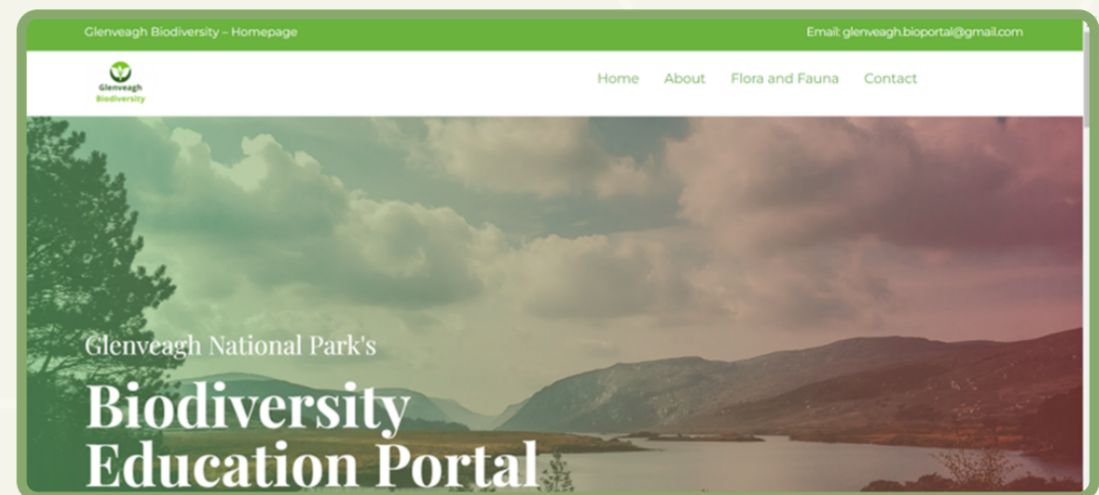 Glenveagh Biodiversity – Homepage
Email: glenveagh.bioportal@gmail.com
Glenveagh
Biodiversity
Home About Flora and Fauna Contact
Glenveagh National Park's
Biodiversity
Education Portal